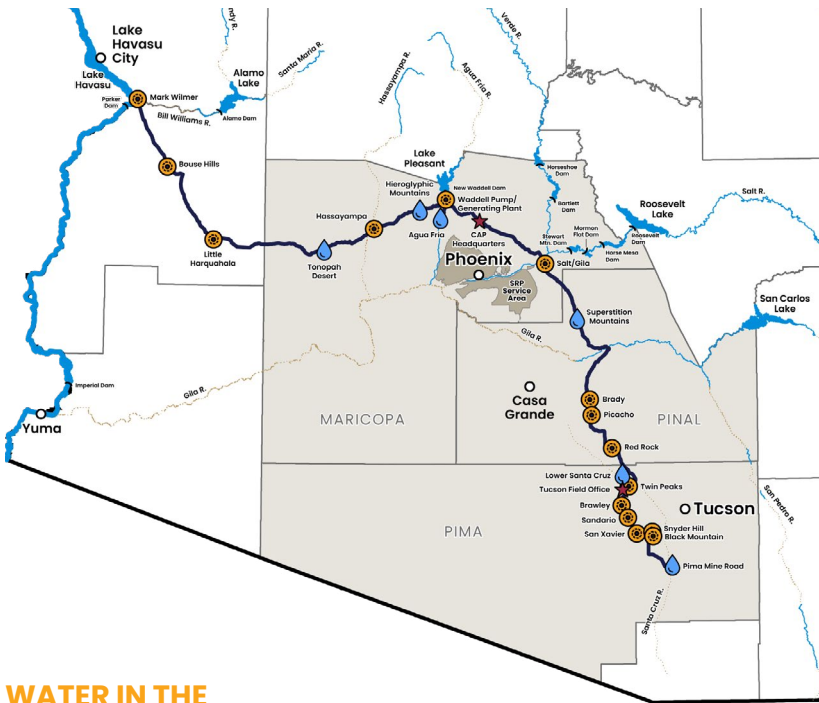 Lake
Havasu
City
Lake
Havasu
Parker
Dam
Mark Wilmer
Bill Williams R.
Alamo
Lake
Alamo Dam
Santa Maria R.
Hassayampa R.
Agua Fria R.
Verde R.
Bouse Hills
Little
Harquahala
Tonopah
Desert
Hassayampa
Hieroglyphic
Mountains
Lake
Pleasant
New Waddell Dam
Waddell Pump/
Generating Plant
Agua Fria
CAP
Headquarters
Phoenix
SRP
Service
Area
Horseshoe
Dam
Bartlett
Dam
Stewart
Mtn. Dam
Mormon
Flat Dam
Horse Mesa
Dam
Roosevelt
Dam
Roosevelt
Lake
Salt R.
Salt/Gila
Superstition
Mountains
San Carlos
Lake
Gila R.
Gila R.
Imperial Dam
Yuma
MARICOPA
Casa
Grande
Brady
Picacho
PINAL
Red Rock
Lower Santa Cruz
Tucson Field Office
Twin Peaks
Brawley
Sandario
San Xavier
Snyder Hill
Black Mountain
Tucson
PIMA
Pima Mine Road
Santa Cruz R.
San Pedro R.
WATER IN THE